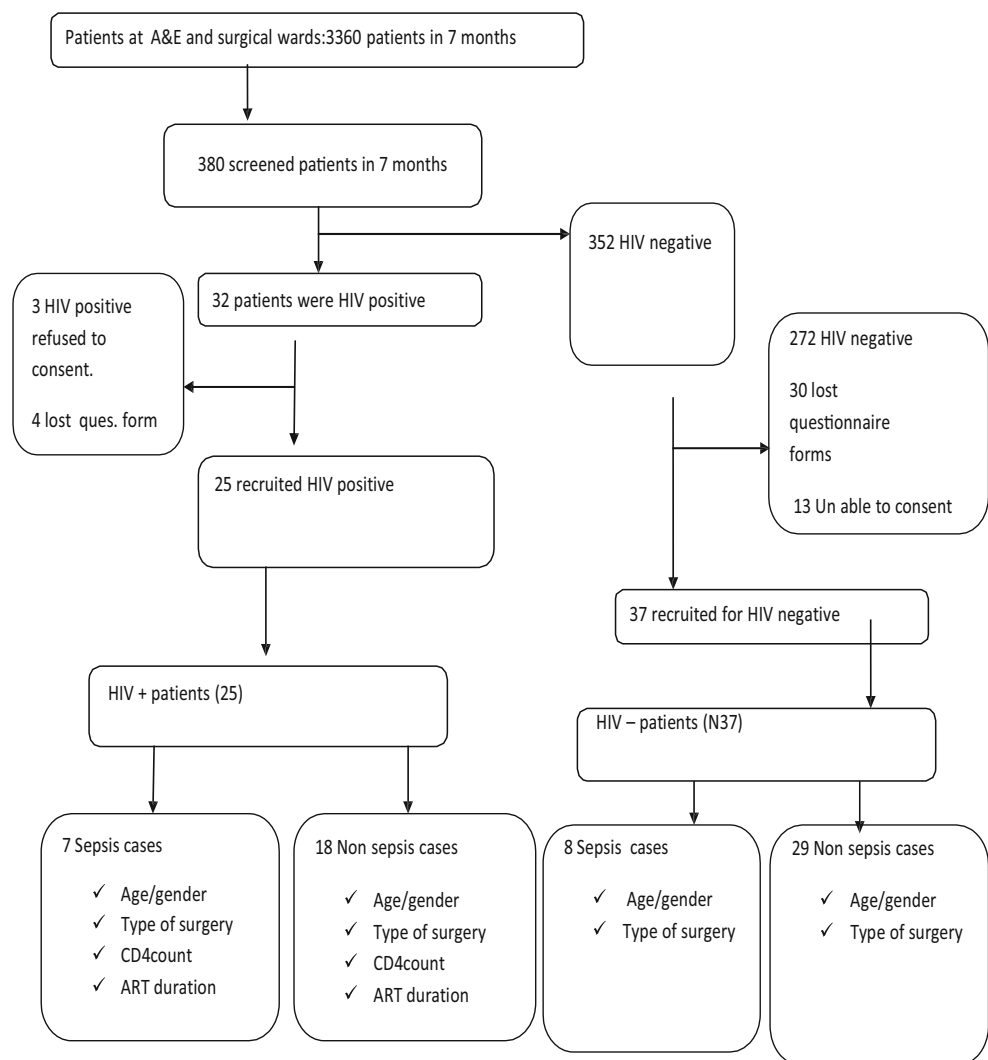 Patients at A&E and surgical wards:3360 patients in 7 months
380 screened patients in 7 months
352 HIV negative
32 patients were HIV positive
3 HIV positive
refused to
consent.
4 lost ques. form
272 HIV negative
30 lost
questionnaire
forms
13 Un able to consent
25 recruited HIV positive
37 recruited for HIV negative
HIV + patients (25)
HIV – patients (N37)
7 Sepsis cases
✓ Age/gender
✓ Type of surgery
✓ CD4count
✓ ART duration
18 Non sepsis cases
✓ Age/gender
✓ Type of surgery
✓ CD4count
✓ ART duration
8 Sepsis cases
✓ Age/gender
✓ Type of surgery
29 Non sepsis cases
✓ Age/gender
✓ Type of surgery